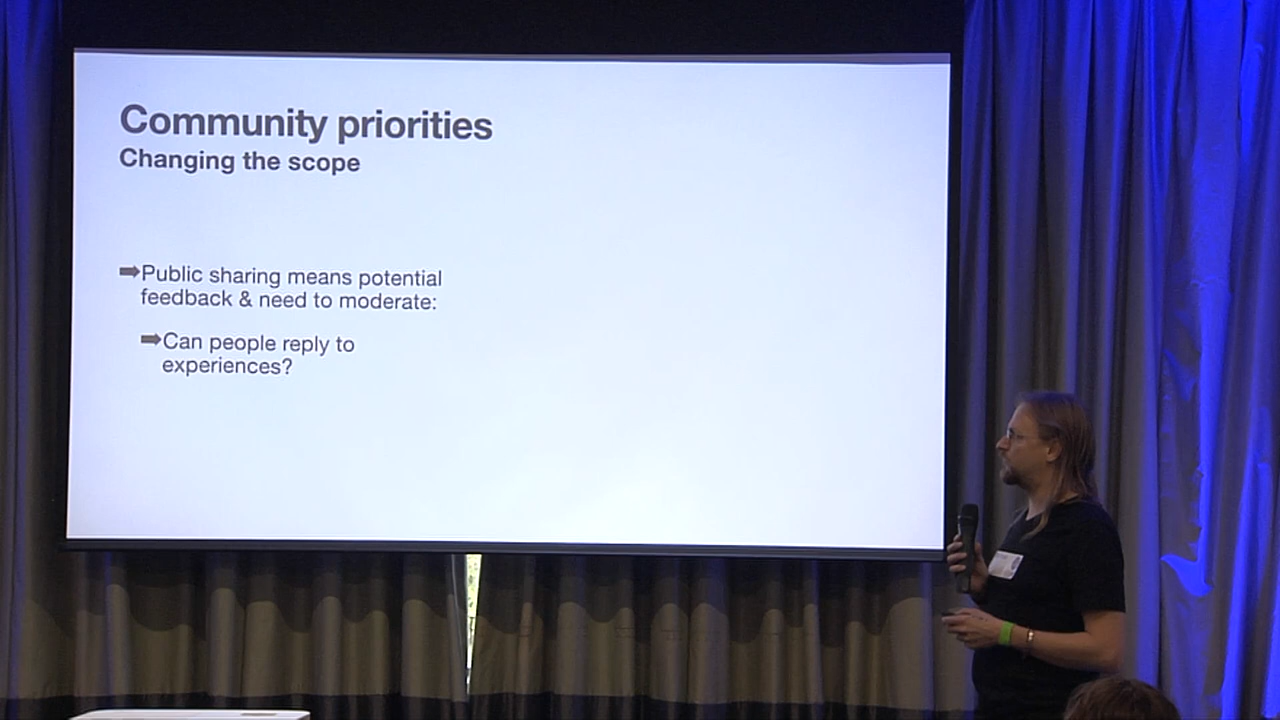 Community priorities
Changing the scope
➡Public sharing means potential
feedback & need to moderate:
➡Can people reply to
experiences?